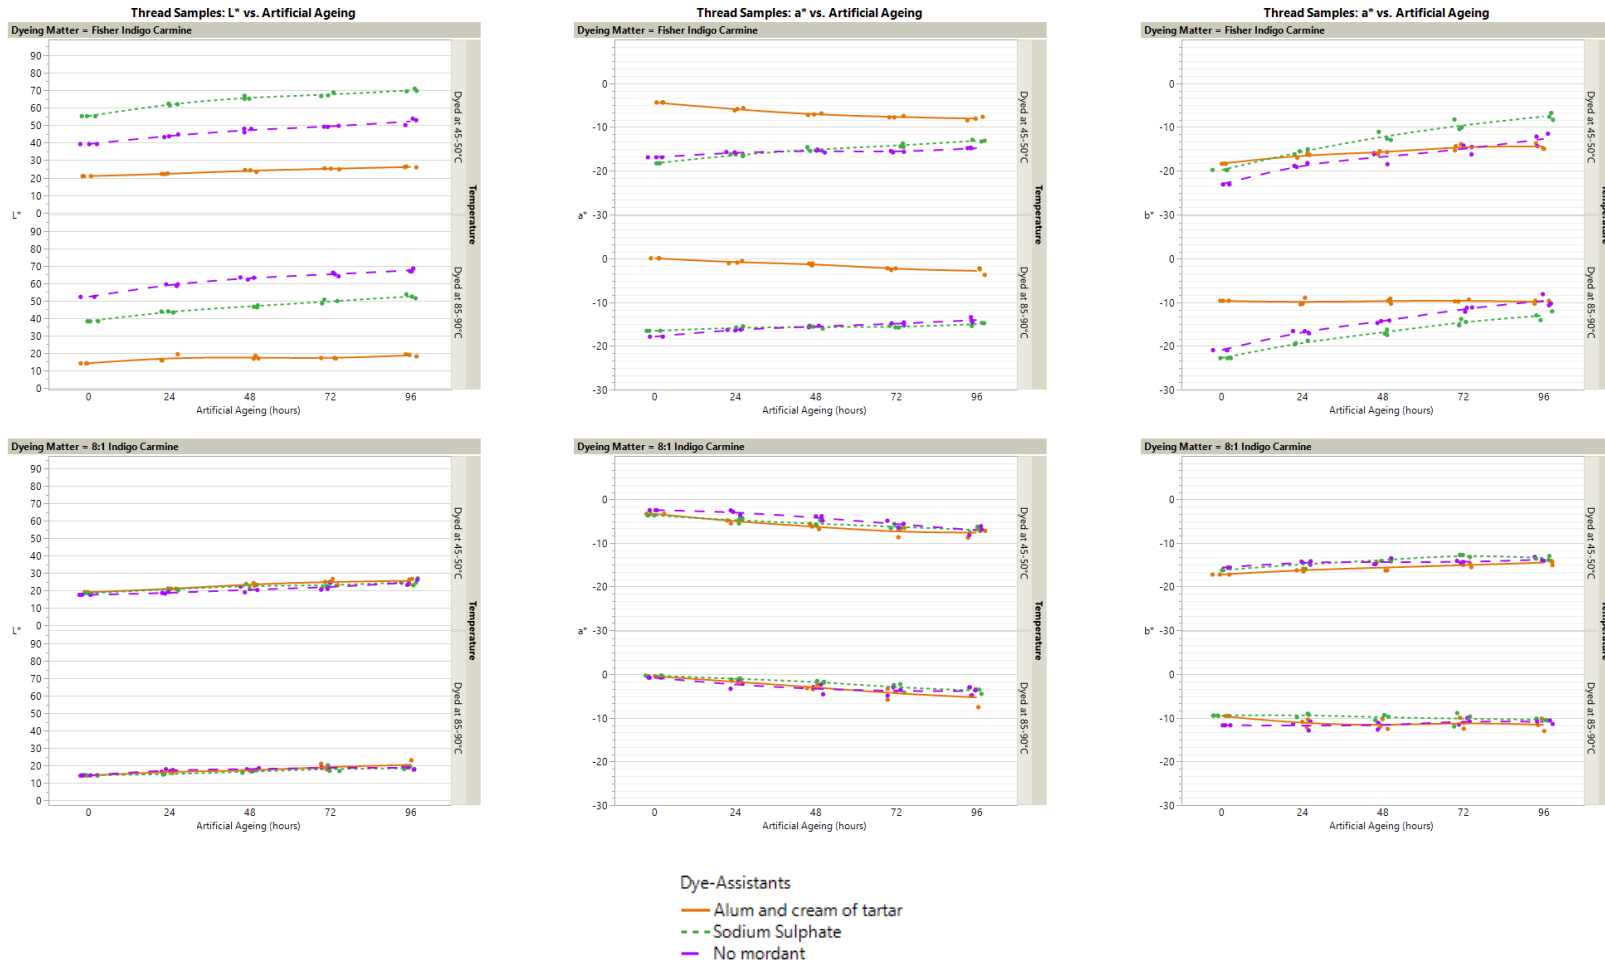 Thread Samples: L* vs. Artificial Ageing
Dyeing Matter = Fisher Indigo Carmine
90
80
70
60
50
40
30
20
10
0
Dyed at 45-50°C
L*
90
80
70
60
50
40
30
20
10
0
Dyed at 85-90°C
Temperature
0 24 48 72 96
Artificial Ageing (hours)
Thread Samples: a* vs. Artificial Ageing
Dyeing Matter = Fisher Indigo Carmine
0
-10
-20
-30
Dyed at 45-50°C
a*
0
-10
-20
-30
Dyed at 85-90°C
Temperature
0 24 48 72 96
Artificial Ageing (hours)
Thread Samples: a* vs. Artificial Ageing
Dyeing Matter = Fisher Indigo Carmine
0
-10
-20
-30
Dyed at 45-50°C
b*
0
-10
-20
-30
Dyed at 85-90°C
Temperature
0 24 48 72 96
Artificial Ageing (hours)
Dyeing Matter = 8:1 Indigo Carmine
90
80
70
60
50
40
30
20
10
0
Dyed at 45-50°C
L*
90
80
70
60
50
40
30
20
10
0
Dyed at 85-90°C
Temperature
0 24 48 72 96
Artificial Ageing (hours)
Dyeing Matter = 8:1 Indigo Carmine
0
-10
-20
-30
Dyed at 45-50°C
a*
0
-10
-20
-30
Dyed at 85-90°C
Temperature
0 24 48 72 96
Artificial Ageing (hours)
Dyeing Matter = 8:1 Indigo Carmine
0
-10
-20
-30
Dyed at 45-50°C
b*
0
-10
-20
-30
Dyed at 85-90°C
Temperature
0 24 48 72 96
Artificial Ageing (hours)
Dye-Assistants
Alum and cream of tartar
Sodium Sulphate
No mordant